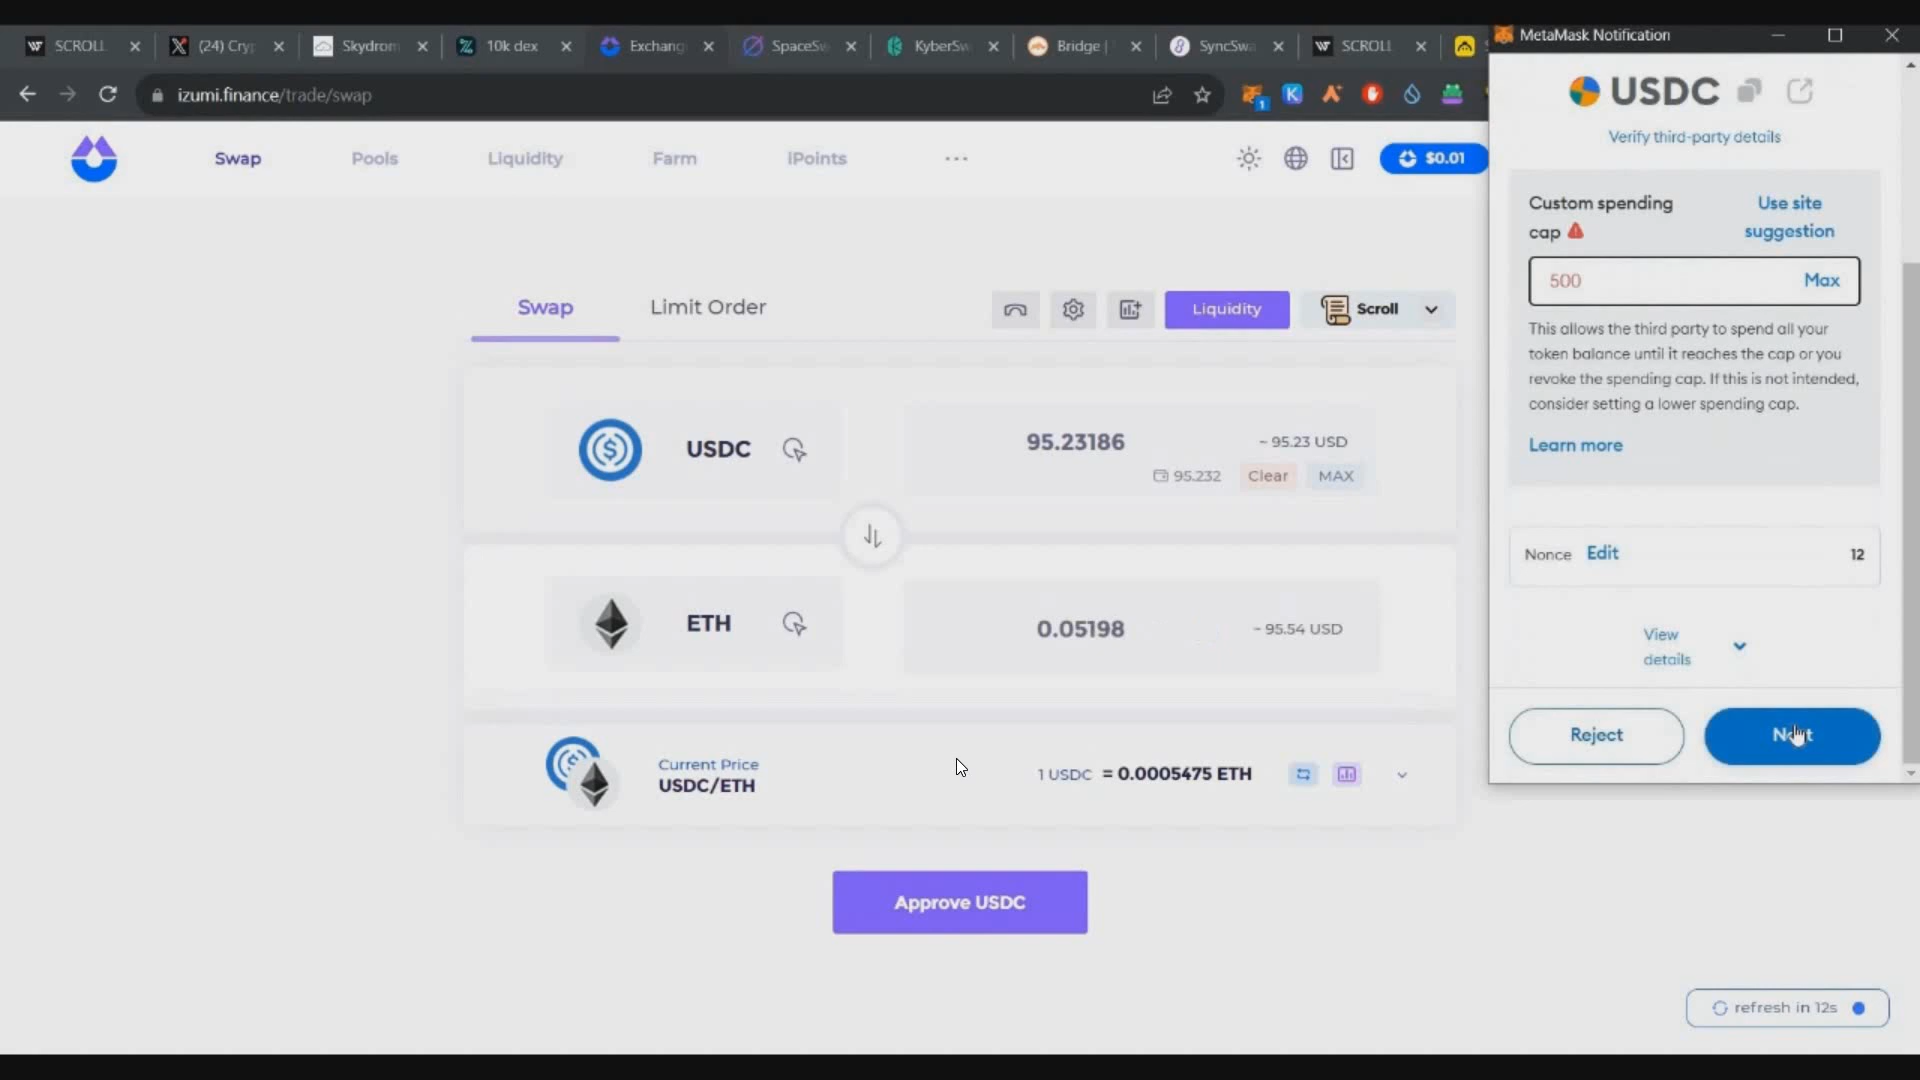 SCROLL
(24) Cryp
Skydrom
10k dex
Exchang
SpaceSw
KyberSw
Bridge |
SyncSwa
SCROLL
MetaMask Notification
izumi.finance/trade/swap
1
Swap
Pools
Liquidity
Farm
iPoints
$0.01
Swap
Limit Order
Liquidity
Scroll
USDC
95.23186
~ 95.23 USD
95.232
Clear
MAX
ETH
0.05198
~ 95.54 USD
Current Price
USDC/ETH
1 USDC = 0.0005475 ETH
Approve USDC
refresh in 12s
USDC
Verify third-party details
Custom spending
cap
Use site
suggestion
500
Max
This allows the third party to spend all your
token balance until it reaches the cap or you
revoke the spending cap. If this is not intended,
consider setting a lower spending cap.
Learn more
Nonce Edit
12
View
details
Reject
Next